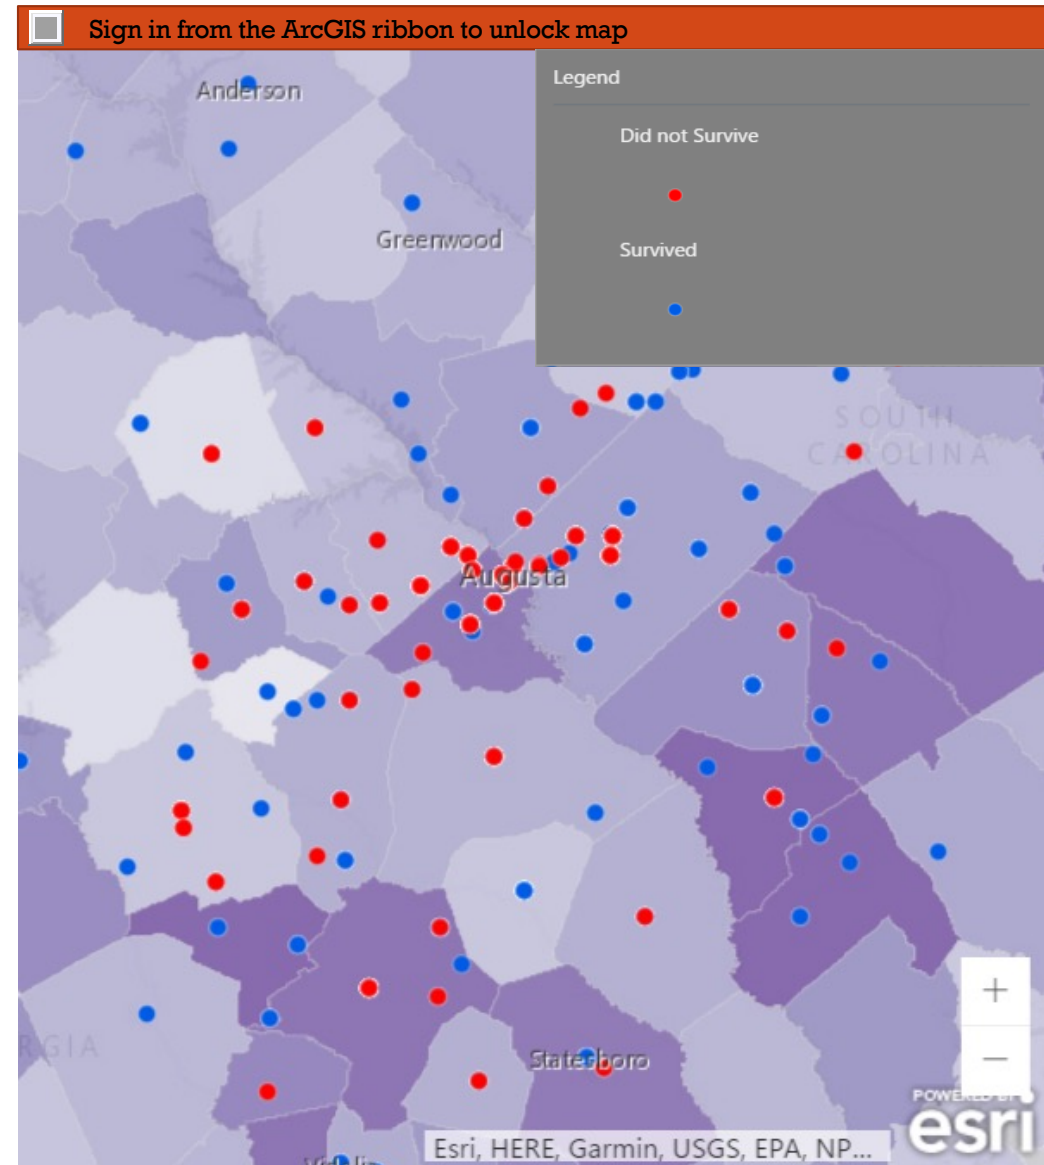 Sign in from the ArcGIS ribbon to unlock map
Legend
Did not Survive
Survived
Anderson
Greenwood
SOUTH
CAROLINA
Augusta
Statesboro
POWERED BY
esri
Esri, HERE, Garmin, USGS, EPA, NP...